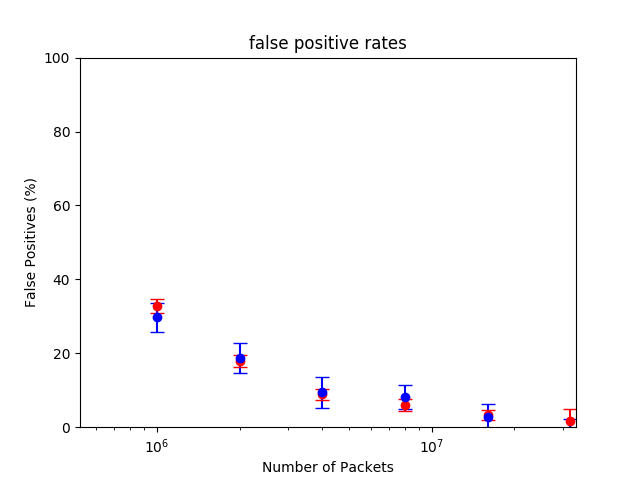 false positive rates
100
80
60
40
20
0
False Positives (%)
10⁶
10⁷
Number of Packets